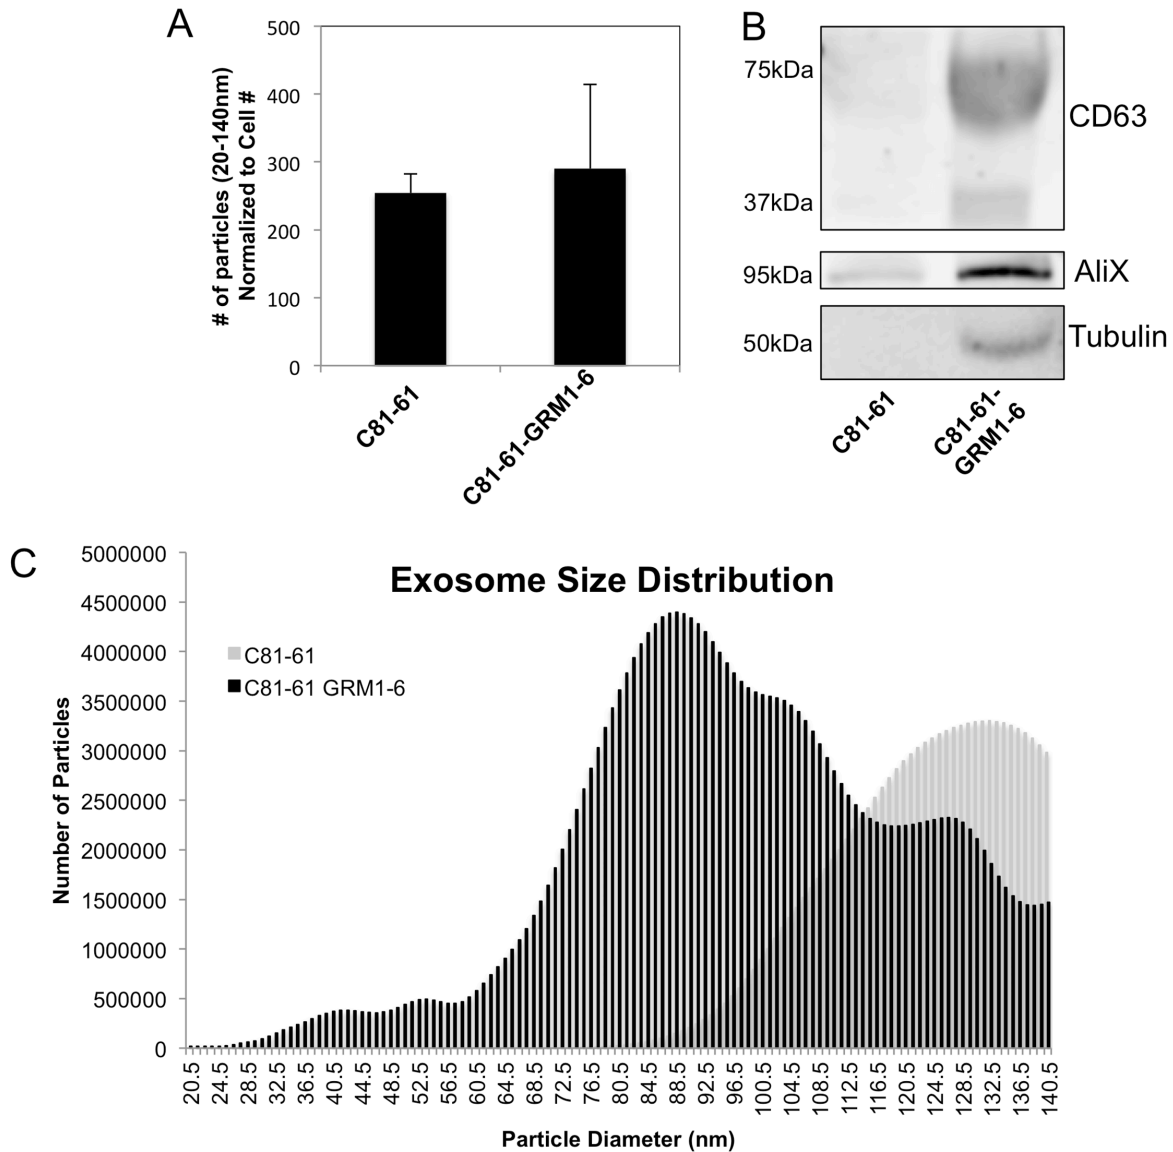 A
# of particles (20-140nm)
Normalized to Cell #
500
400
300
200
100
0
C81-61
C81-61-GRM1-6
B
75kDa
37kDa
CD63
95kDa
AliX
50kDa
Tubulin
C81-61
C81-61-
GRM1-6
C
Exosome Size Distribution
Number of Particles
5000000
4500000
4000000
3500000
3000000
2500000
2000000
1500000
1000000
500000
0
C81-61
C81-61 GRM1-6
20.5 24.5 28.5 32.5 36.5 40.5 44.5 48.5 52.5 56.5 60.5 64.5 68.5 72.5 76.5 80.5 84.5 88.5 92.5 96.5 100.5 104.5 108.5 112.5 116.5 120.5 124.5 128.5 132.5 136.5 140.5
Particle Diameter (nm)